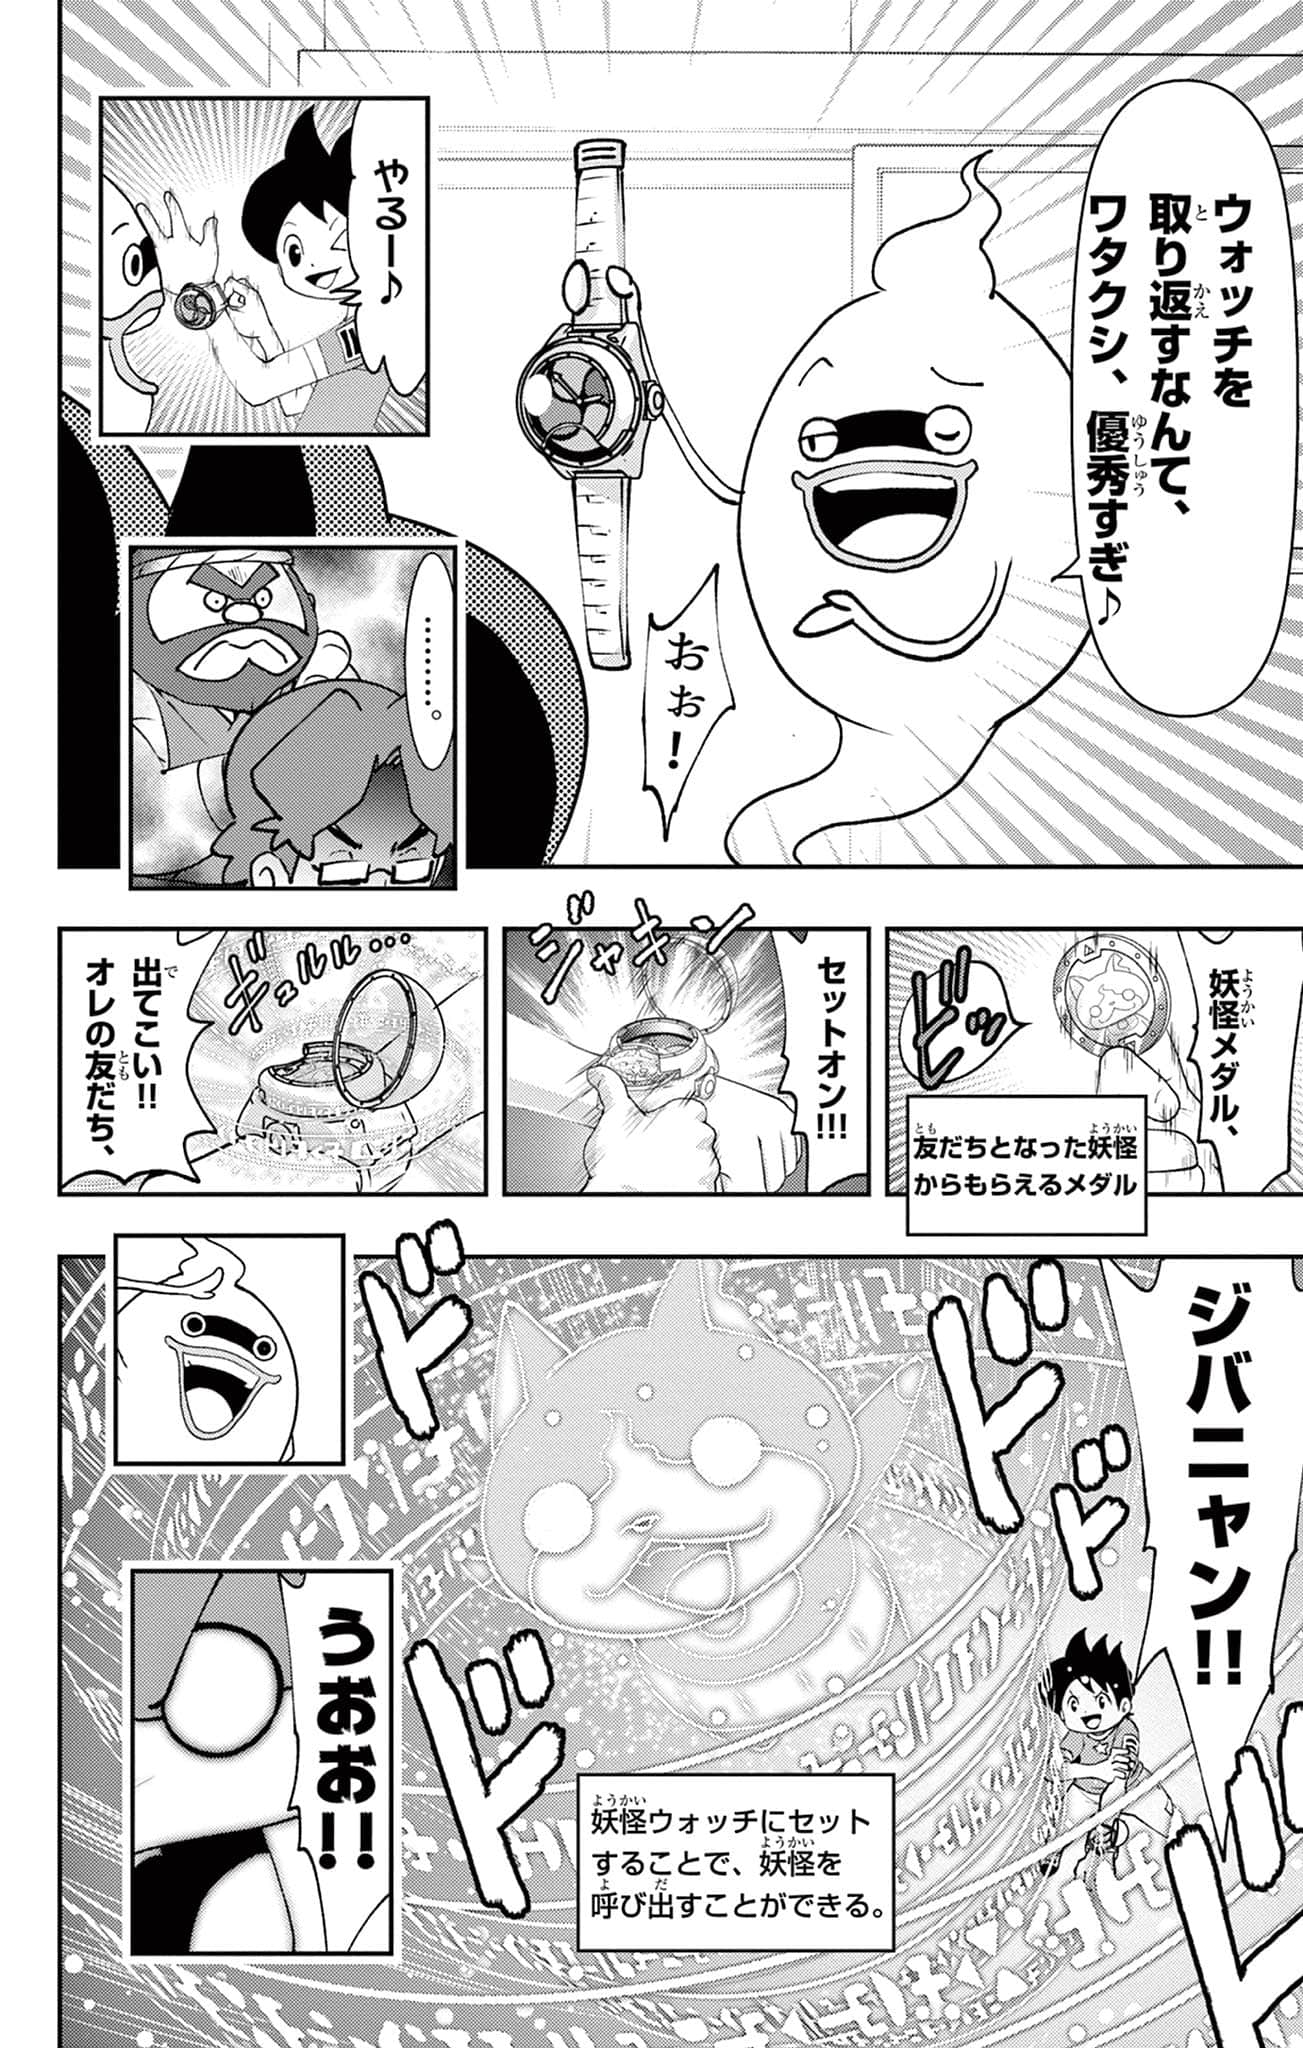 ウォッチを
取り返すなんて、
ワタクシ、優秀すぎ♪
おぉ！
やるー♪
………。
妖怪メダル、
ビッ
友だちとなった妖怪
からもらえるメダル
セットオン!!!
ジャキン
出てこい!!
オレの友だち、
ギュルルル…
ジバニャン!!
ドドドドド
妖怪ウォッチにセット
することで、妖怪を
呼び出すことができる。
うおお!!